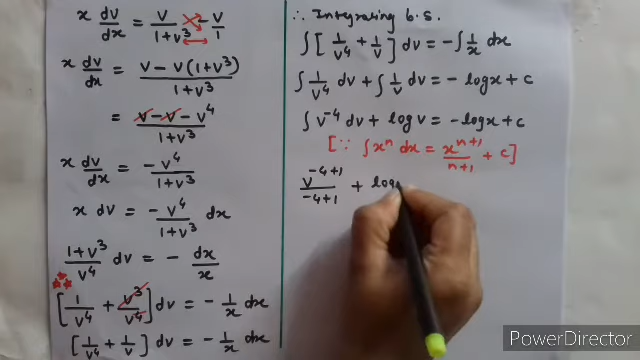 x dv/dx = v/1+v³ - v/1
x dv/dx = v-v(1+v³)/1+v³
= v-v-v⁴/1+v³
x dv/dx = -v⁴/1+v³
x dv = -v⁴/1+v³ dx
1+v³/v⁴ dv = - dx/x
[1/v⁴ + v³/v⁴] dv = - 1/x dx
[1/v⁴ + 1/v] dv = - 1/x dx
∴ Integrating b.s.
∫[1/v⁴ + 1/v] dv = -∫ 1/x dx
∫ 1/v⁴ dv + ∫ 1/v dv = - logx + c
∫ v⁻⁴ dv + log v = - logx + c
[∵ ∫xⁿ dx = xⁿ⁺¹/n+1 + c]
v⁻⁴⁺¹/-4+1 + log
PowerDirector